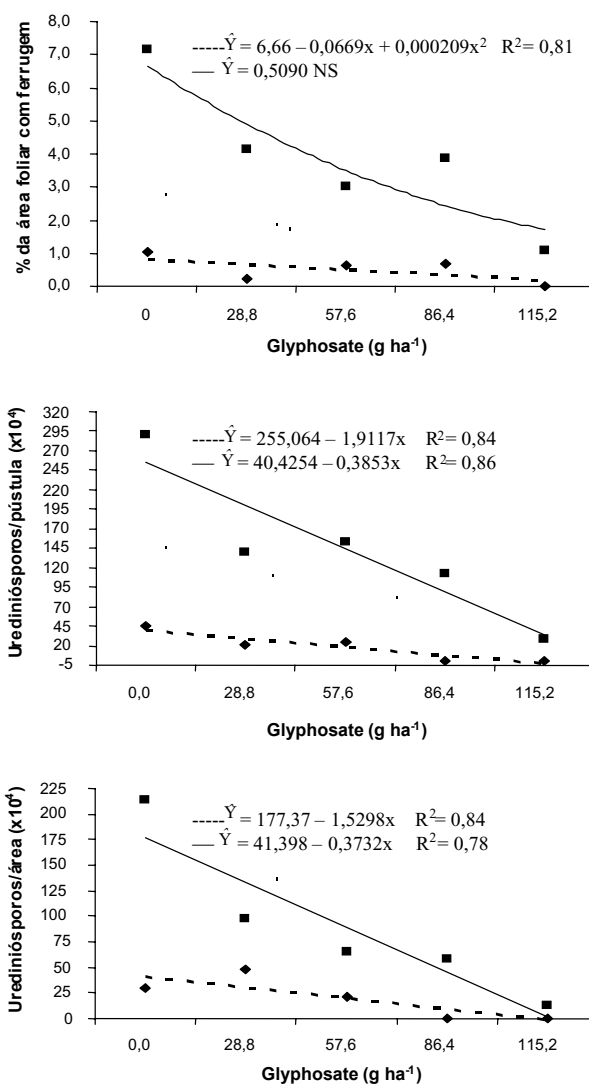 8,0
7,0
6,0
5,0
4,0
3,0
2,0
1,0
0,0
% da área foliar com ferrugem
-----Ŷ = 6,66 – 0,0669x + 0,000209x² R²= 0,81
— Ŷ = 0,5090 NS
0 28,8 57,6 86,4 115,2
Glyphosate (g ha⁻¹)
320
295
270
245
220
195
170
145
120
95
70
45
20
-5
Urediniósporos/pústula (x10⁴)
-----Ŷ = 255,064 – 1,9117x R²= 0,84
— Ŷ = 40,4254 – 0,3853x R²= 0,86
0,0 28,8 57,6 86,4 115,2
Glyphosate (g ha⁻¹)
225
200
175
150
125
100
75
50
25
0
Urediniósporos/área (x10⁴)
-----Ŷ = 177,37 – 1,5298x R²= 0,84
— Ŷ = 41,398 – 0,3732x R²= 0,78
0,0 28,8 57,6 86,4 115,2
Glyphosate (g ha⁻¹)